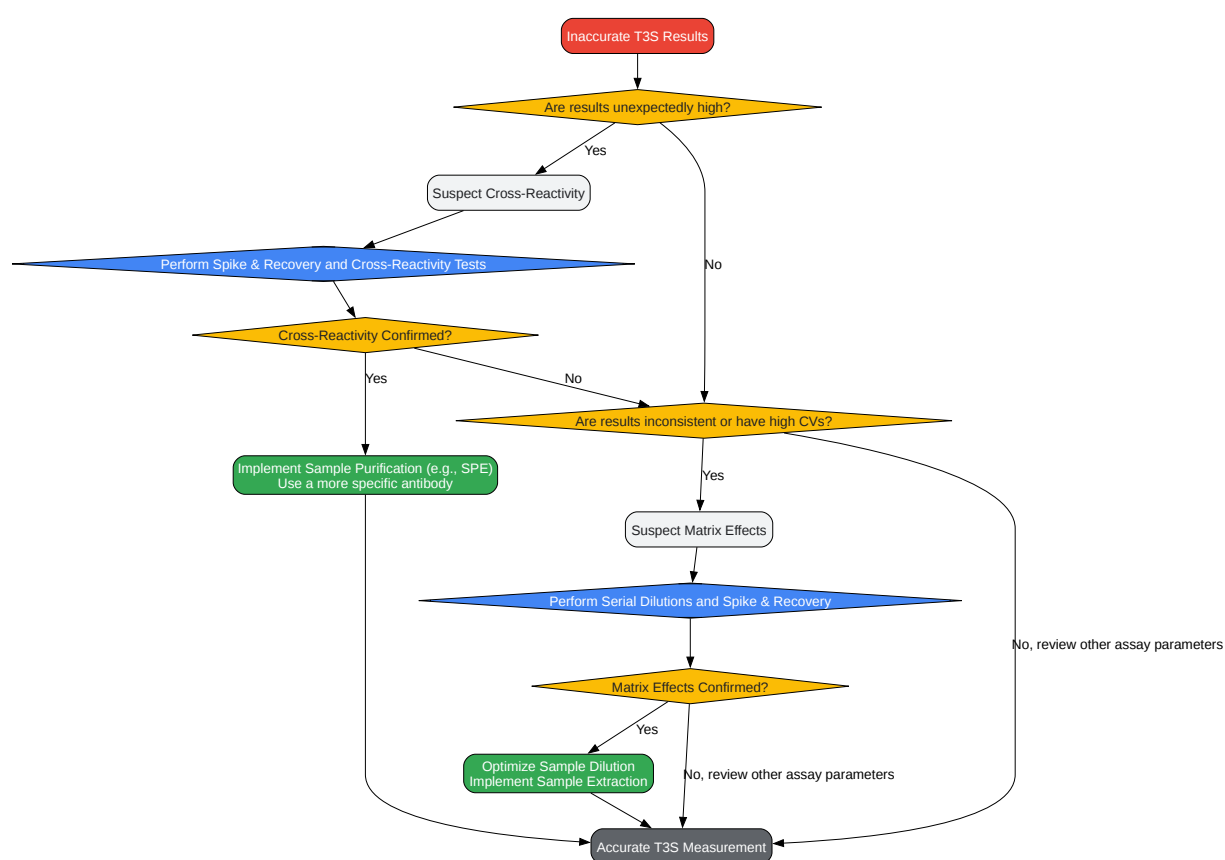 Inaccurate T3S Results
Are results unexpectedly high?
Yes
Suspect Cross-Reactivity
No
Perform Spike & Recovery and Cross-Reactivity Tests
Cross-Reactivity Confirmed?
Yes
No
Are results inconsistent or have high CVs?
Implement Sample Purification (e.g., SPE)
Use a more specific antibody
Yes
Suspect Matrix Effects
Perform Serial Dilutions and Spike & Recovery
No, review other assay parameters
Matrix Effects Confirmed?
Yes
Optimize Sample Dilution
Implement Sample Extraction
No, review other assay parameters
Accurate T3S Measurement